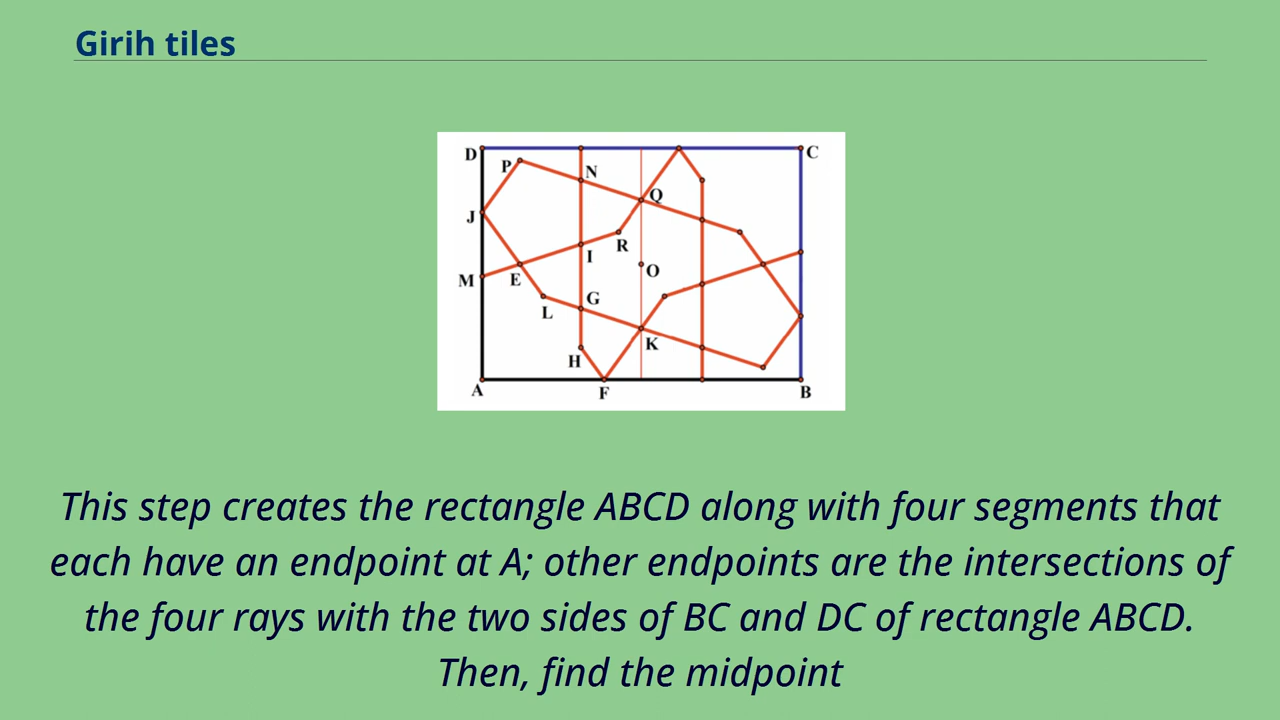 Girih tiles
D
C
P
N
Q
J
R
I
O
M
E
G
L
K
H
A
F
B
This step creates the rectangle ABCD along with four segments that
each have an endpoint at A; other endpoints are the intersections of
the four rays with the two sides of BC and DC of rectangle ABCD.
Then, find the midpoint